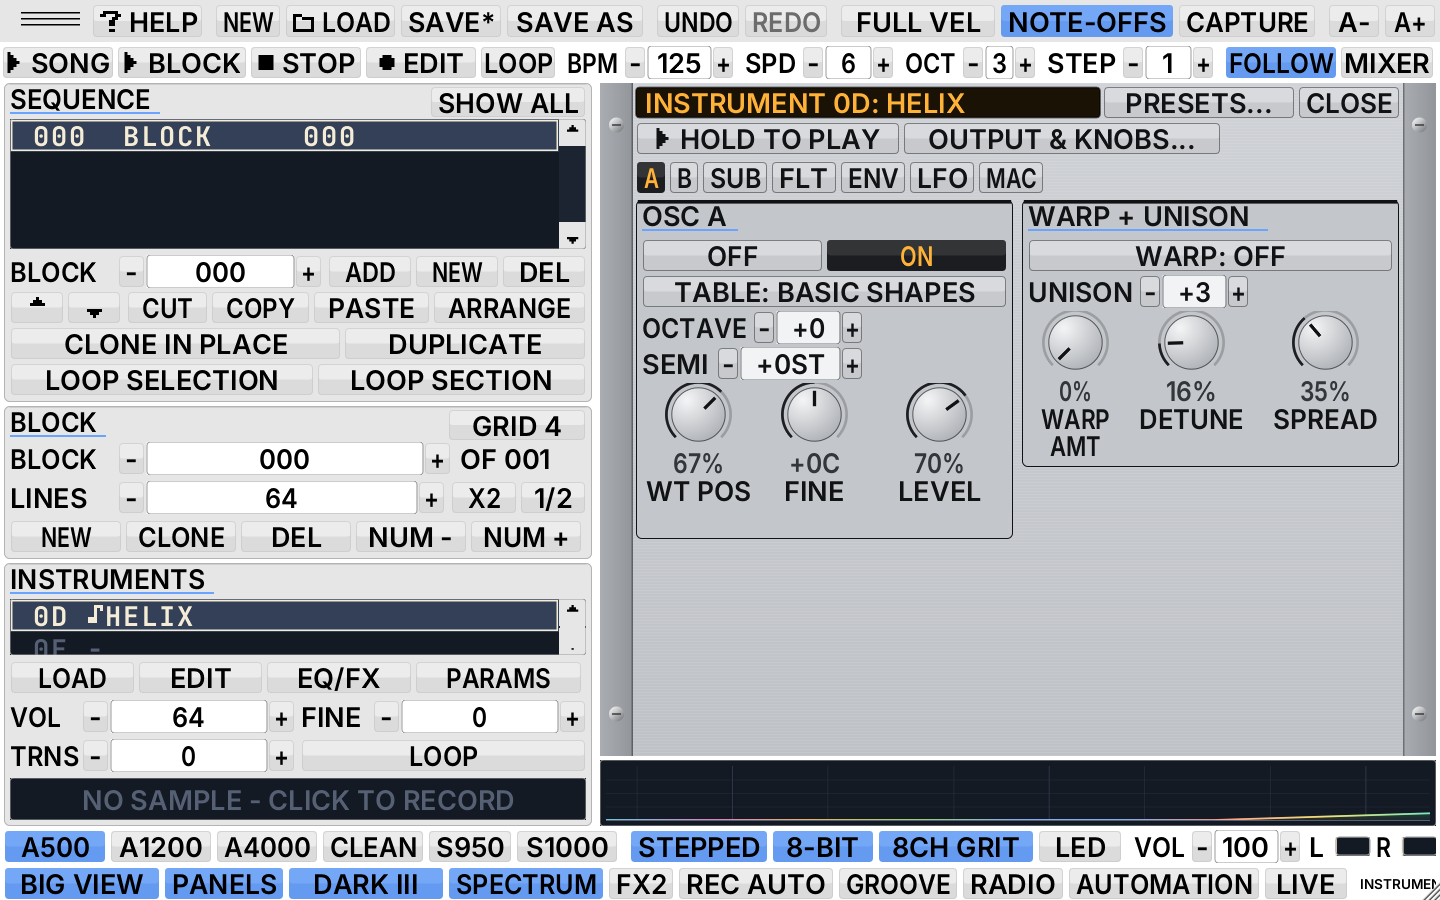 HELP NEW LOAD SAVE* SAVE AS UNDO REDO FULL VEL NOTE-OFFS CAPTURE A- A+
SONG BLOCK STOP EDIT LOOP BPM - 125 + SPD - 6 + OCT - 3 + STEP - 1 + FOLLOW MIXER
SEQUENCE SHOW ALL
000 BLOCK 000
BLOCK - 000 + ADD NEW DEL
CUT COPY PASTE ARRANGE
CLONE IN PLACE DUPLICATE
LOOP SELECTION LOOP SECTION
BLOCK GRID 4
BLOCK - 000 + OF 001
LINES - 64 + X2 1/2
NEW CLONE DEL NUM - NUM +
INSTRUMENTS
0D HELIX
LOAD EDIT EQ/FX PARAMS
VOL - 64 + FINE - 0 +
TRNS - 0 + LOOP
NO SAMPLE - CLICK TO RECORD
INSTRUMENT 0D: HELIX PRESETS... CLOSE
HOLD TO PLAY OUTPUT & KNOBS...
A B SUB FLT ENV LFO MAC
OSC A
OFF ON
TABLE: BASIC SHAPES
OCTAVE - +0 +
SEMI - +0ST +
67% +0C 70%
WT POS FINE LEVEL
WARP + UNISON
WARP: OFF
UNISON - +3 +
0% 16% 35%
WARP AMT DETUNE SPREAD
A500 A1200 A4000 CLEAN S950 S1000 STEPPED 8-BIT 8CH GRIT LED VOL - 100 + L R
BIG VIEW PANELS DARK III SPECTRUM FX2 REC AUTO GROOVE RADIO AUTOMATION LIVE